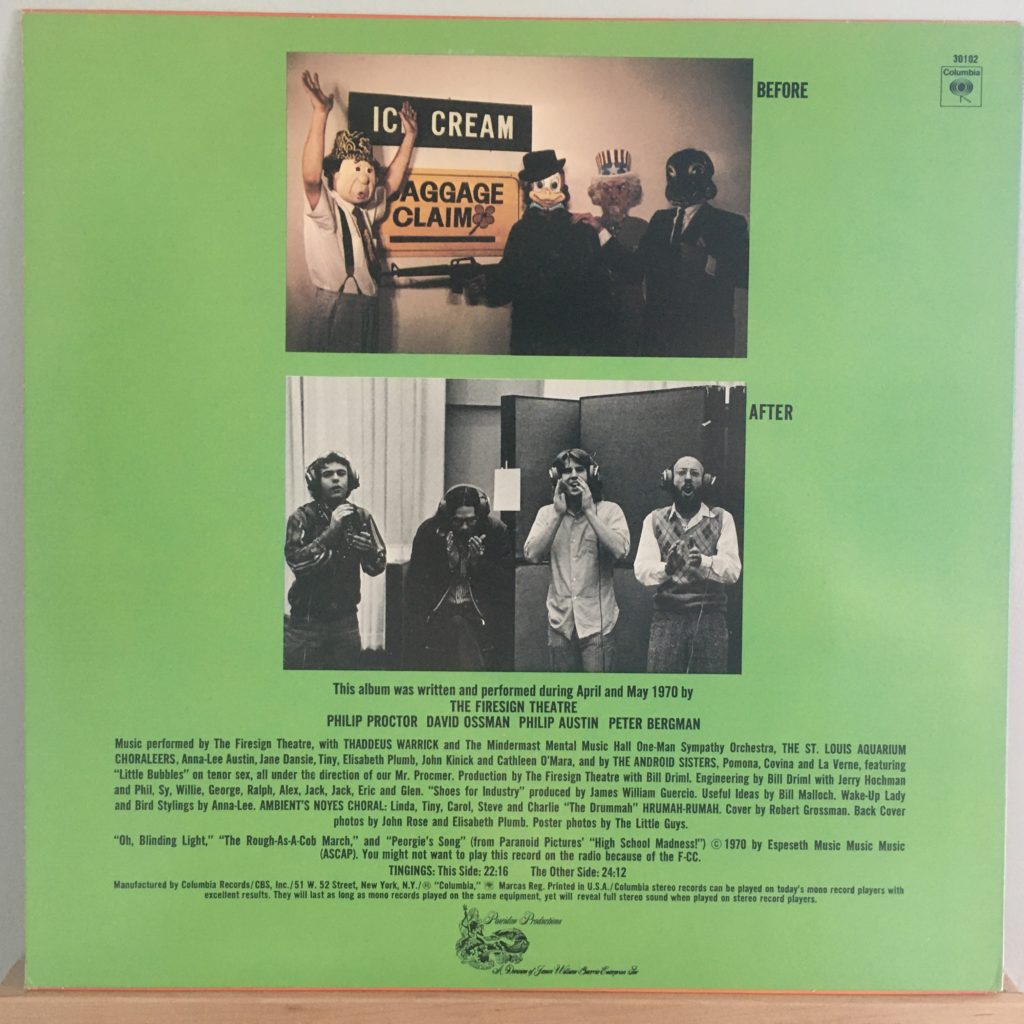 30102
Columbia
BEFORE
IC CREAM
AGGAGE
CLAIM
AFTER
This album was written and performed during April and May 1970 by
THE FIRESIGN THEATRE
PHILIP PROCTOR DAVID OSSMAN PHILIP AUSTIN PETER BERGMAN
Music performed by The Firesign Theatre, with THADDEUS WARRICK and The Mindermast Mental Music Hall One-Man Sympathy Orchestra, THE ST. LOUIS AQUARIUM
CHORALEERS, Anna-Lee Austin, Jane Dansie, Tiny, Elisabeth Plumb, John Kinick and Cathleen O'Mara, and by THE ANDROID SISTERS, Pomona, Covina and La Verne, featuring
"Little Bubbles" on tenor sex, all under the direction of our Mr. Procmer. Production by The Firesign Theatre with Bill Driml. Engineering by Bill Driml with Jerry Hochman
and Phil, Sy, Willie, George, Ralph, Alex, Jack, Jack, Eric and Glen. "Shoes for Industry" produced by James William Guercio. Useful Ideas by Bill Malloch. Wake-Up Lady
and Bird Stylings by Anna-Lee. AMBIENT'S NOYES CHORAL: Linda, Tiny, Carol, Steve and Charlie "The Drummah" HRUMAH-RUMAH. Cover by Robert Grossman. Back Cover
photos by John Rose and Elisabeth Plumb. Poster photos by The Little Guys.
"Oh, Blinding Light," "The Rough-As-A-Cob March," and "Peorgie's Song" (from Paranoid Pictures' "High School Madness!") © 1970 by Espeseth Music Music Music
(ASCAP). You might not want to play this record on the radio because of the F-CC.
TINGINGS: This Side: 22:16 The Other Side: 24:12
Manufactured by Columbia Records/CBS, Inc./51 W. 52 Street, New York, N.Y./® "Columbia," Marcas Reg. Printed in U.S.A./Columbia stereo records can be played on today's mono record players with
excellent results. They will last as long as mono records played on the same equipment, yet will reveal full stereo sound when played on stereo record players.
Poseidon Productions
A Division of James William Guercio Enterprises Inc